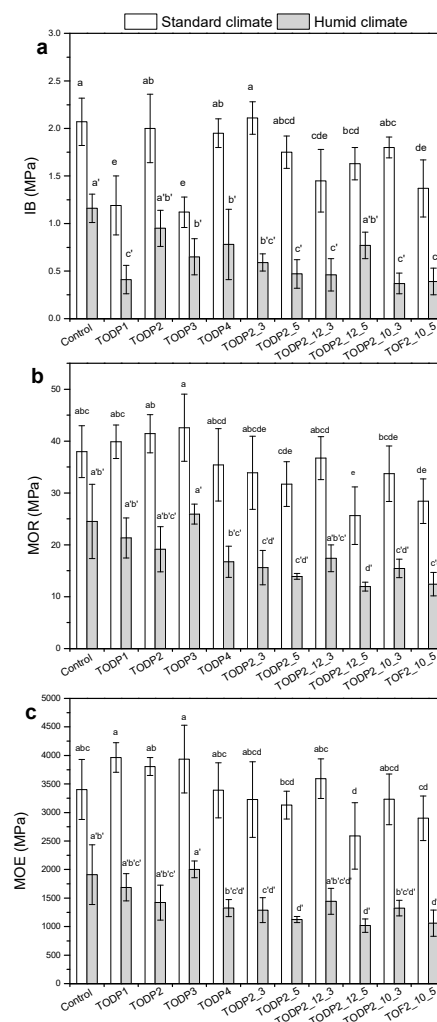 Standard climate
Humid climate
a
3.0
2.5
2.0
1.5
1.0
0.5
0.0
IB (MPa)
a a' e c' ab a'b' e b' ab b' a b'c' abcd c' cde c' bcd a'b' abc c' de c'
Control TODP1 TODP2 TODP3 TODP4 TODP2_3 TODP2_5 TODP2_12_3 TODP2_12_5 TODP2_10_3 TOF2_10_5
b
50
40
30
20
10
0
MOR (MPa)
abc a'b' abc a'b' ab a'b'c' a a' abcd b'c' abcde c'd' cde c'd' abcd a'b'c' e d' bcde c'd' de c'
Control TODP1 TODP2 TODP3 TODP4 TODP2_3 TODP2_5 TODP2_12_3 TODP2_12_5 TODP2_10_3 TOF2_10_5
c
5000
4500
4000
3500
3000
2500
2000
1500
1000
500
0
MOE (MPa)
abc a'b' a a'b'c' ab a'b'c' a a' abc b'c'd' abcd c'd' bcd d' abc a'b'c'd' d d' abcd b'c'd' cd d'
Control TODP1 TODP2 TODP3 TODP4 TODP2_3 TODP2_5 TODP2_12_3 TODP2_12_5 TODP2_10_3 TOF2_10_5